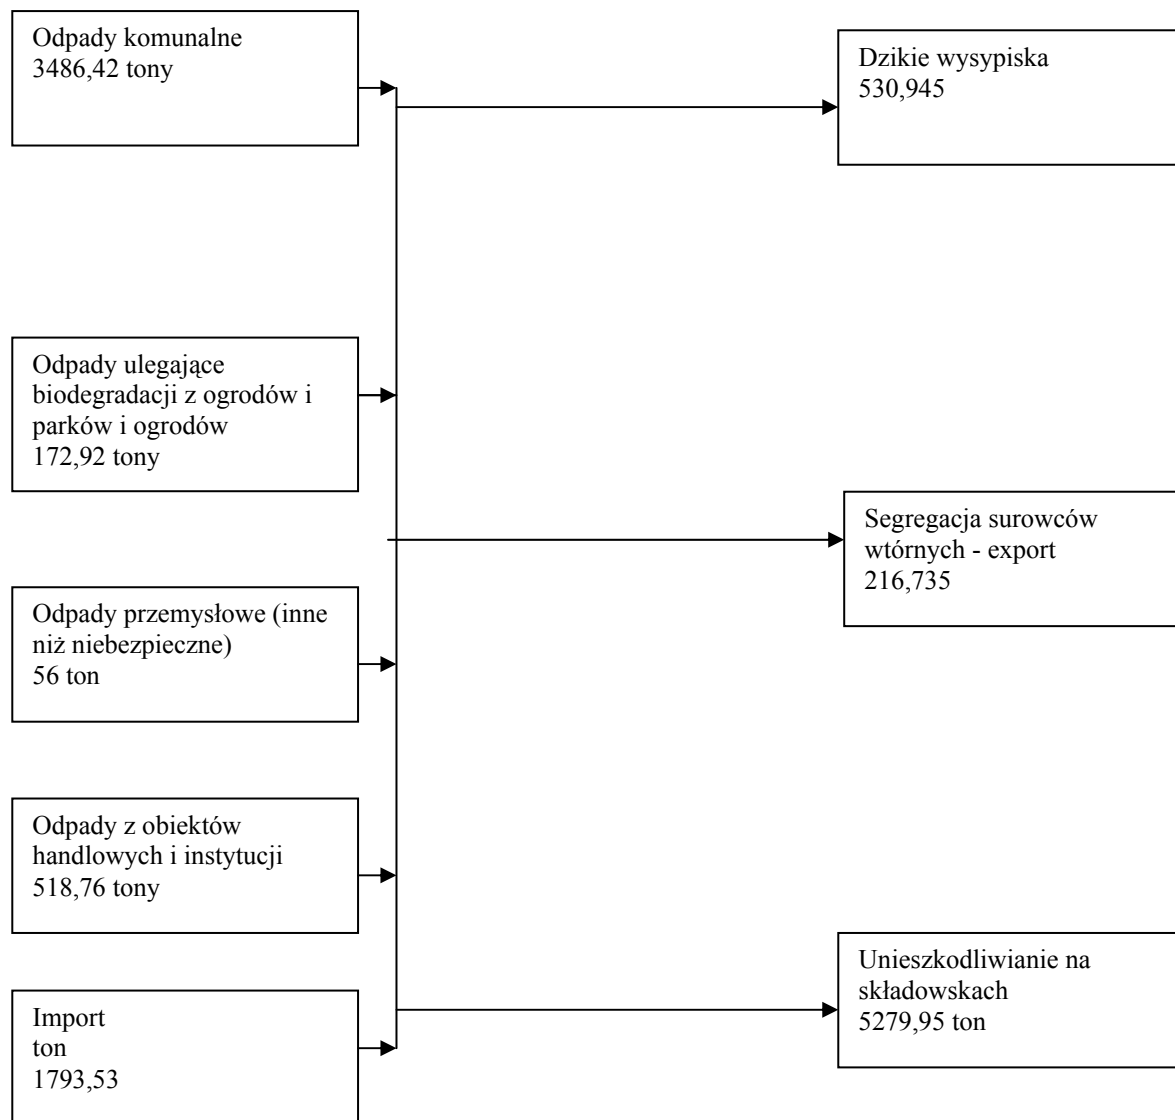 Odpady komunalne
3486,42 tony
Dzikie wysypiska
530,945
Odpady ulegające
biodegradacji z ogrodów i
parków i ogrodów
172,92 tony
Segregacja surowców
wtórnych - export
216,735
Odpady przemysłowe (inne
niż niebezpieczne)
56 ton
Odpady z obiektów
handlowych i instytucji
518,76 tony
Unieszkodliwianie na
składowskach
5279,95 ton
Import
ton
1793,53